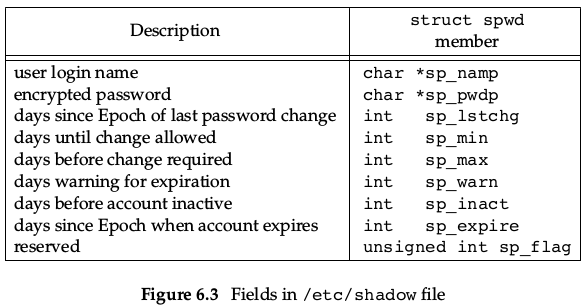 Description struct spwd
member
user login name char *sp_namp
encrypted password char *sp_pwdp
days since Epoch of last password change int sp_lstchg
days until change allowed int sp_min
days before change required int sp_max
days warning for expiration int sp_warn
days before account inactive int sp_inact
days since Epoch when account expires int sp_expire
reserved unsigned int sp_flag
Figure 6.3 Fields in /etc/shadow file